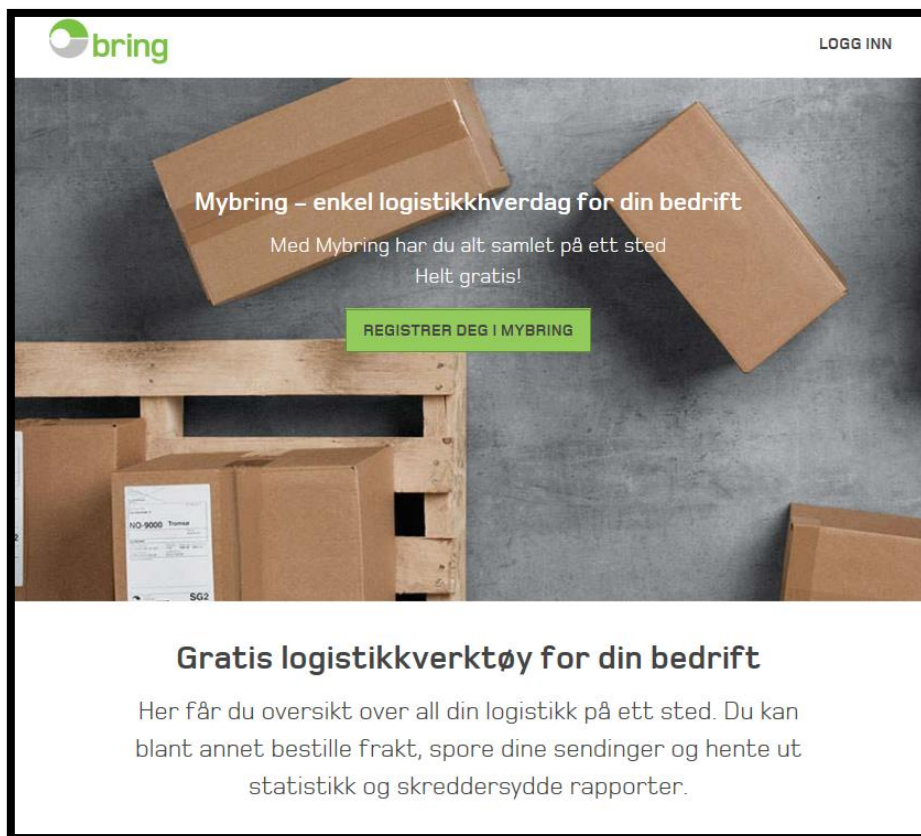 bring
LOGG INN
Mybring – enkel logistikkhverdag for din bedrift
Med Mybring har du alt samlet på ett sted
Helt gratis!
REGISTRER DEG I MYBRING
NO-9000 Tromsø
SG2
Gratis logistikkverktøy for din bedrift
Her får du oversikt over all din logistikk på ett sted. Du kan
blant annet bestille frakt, spore dine sendinger og hente ut
statistikk og skreddersydde rapporter.